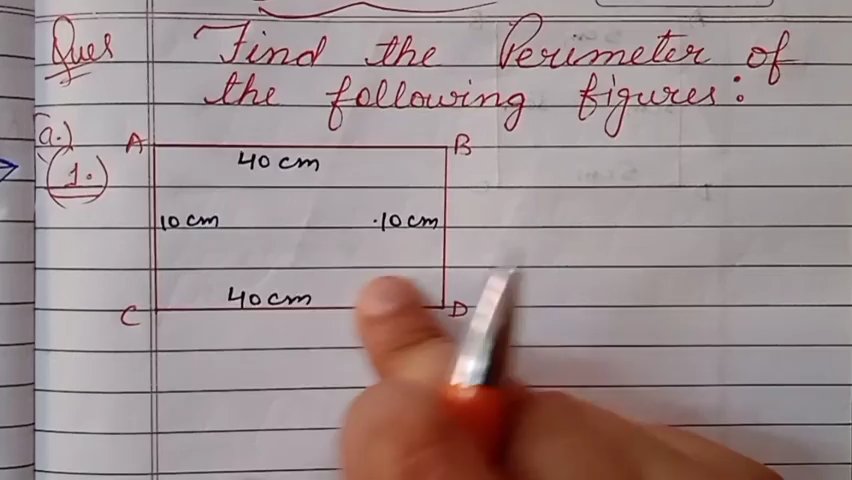 Ques Find the Perimeter of
the following figures:
(a.)
A B
(1.)
40 cm
10 cm .10 cm
40 cm
C D